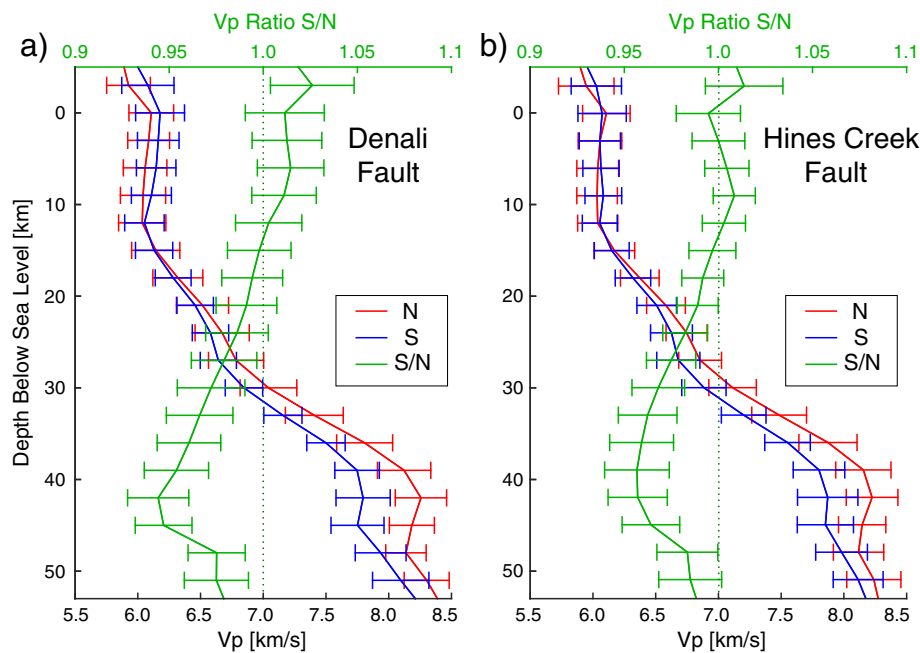 Vp Ratio S/N
Vp Ratio S/N
a)
0.9
0.95
1.0
1.05
1.1
b)
0.9
0.95
1.0
1.05
1.1
Denali
Fault
Hines Creek
Fault
Depth Below Sea Level [km]
0
10
20
30
40
50
0
10
20
30
40
50
N
S
S/N
N
S
S/N
5.5
6.0
6.5
7.0
7.5
8.0
8.5
5.5
6.0
6.5
7.0
7.5
8.0
8.5
Vp [km/s]
Vp [km/s]